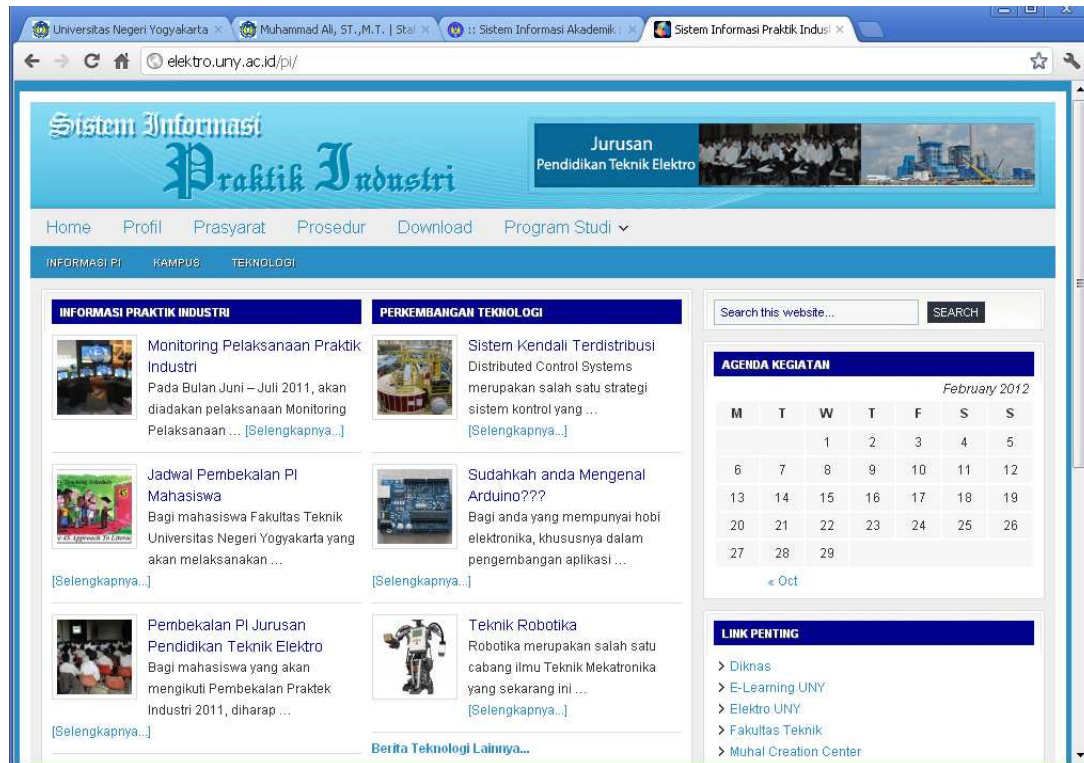 Universitas Negeri Yogyakarta
Muhammad Ali, ST.,M.T. | Sta
:: Sistem Informasi Akademik :
Sistem Informasi Praktik Indus
elektro.uny.ac.id/pi/
Sistem Informasi
Praktik Industri
Jurusan
Pendidikan Teknik Elektro
Home Profil Prasyarat Prosedur Download Program Studi
INFORMASI PI KAMPUS TEKNOLOGI
INFORMASI PRAKTIK INDUSTRI
Monitoring Pelaksanaan Praktik
Industri
Pada Bulan Juni – Juli 2011, akan
diadakan pelaksanaan Monitoring
Pelaksanaan ... [Selengkapnya...]
Jadwal Pembekalan PI
Mahasiswa
Bagi mahasiswa Fakultas Teknik
Universitas Negeri Yogyakarta yang
akan melaksanakan ...
[Selengkapnya...]
Pembekalan PI Jurusan
Pendidikan Teknik Elektro
Bagi mahasiswa yang akan
mengikuti Pembekalan Praktek
Industri 2011, diharap ...
[Selengkapnya...]
PERKEMBANGAN TEKNOLOGI
Sistem Kendali Terdistribusi
Distributed Control Systems
merupakan salah satu strategi
sistem kontrol yang ...
[Selengkapnya...]
Sudahkah anda Mengenal
Arduino???
Bagi anda yang mempunyai hobi
elektronika, khususnya dalam
pengembangan aplikasi ...
[Selengkapnya...]
Teknik Robotika
Robotika merupakan salah satu
cabang ilmu Teknik Mekatronika
yang sekarang ini ...
[Selengkapnya...]
Berita Teknologi Lainnya...
Search this website... SEARCH
AGENDA KEGIATAN
February 2012
M T W T F S S
1 2 3 4 5
6 7 8 9 10 11 12
13 14 15 16 17 18 19
20 21 22 23 24 25 26
27 28 29
« Oct
LINK PENTING
Diknas
E-Learning UNY
Elektro UNY
Fakultas Teknik
Muhal Creation Center